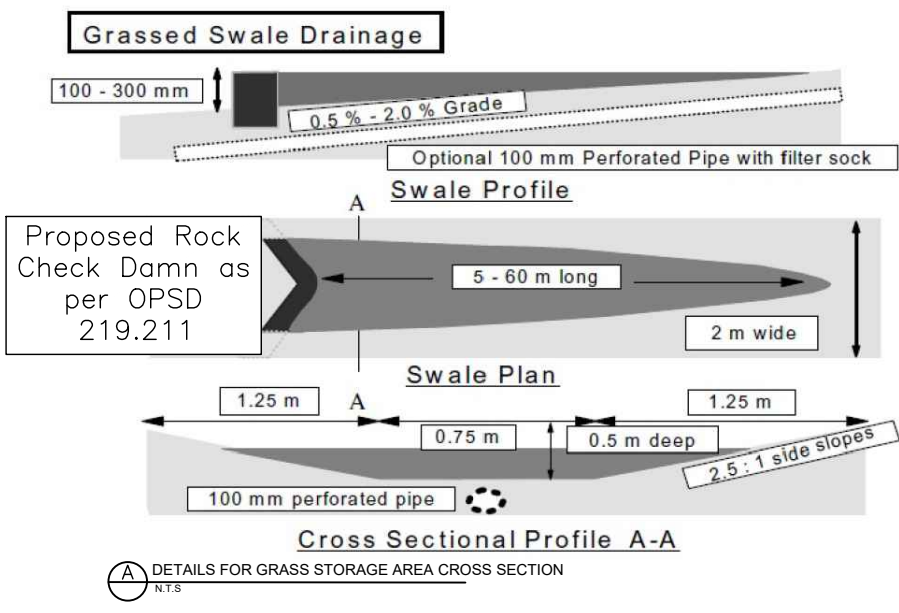 Grassed Swale Drainage
100 - 300 mm
0.5 % - 2.0 % Grade
Optional 100 mm Perforated Pipe with filter sock
Swale Profile
A
Proposed Rock
Check Damn as
per OPSD
219.211
5 - 60 m long
2 m wide
Swale Plan
1.25 m
A
1.25 m
0.75 m
0.5 m deep
2.5 : 1 side slopes
100 mm perforated pipe
Cross Sectional Profile A-A
A
DETAILS FOR GRASS STORAGE AREA CROSS SECTION
N.T.S